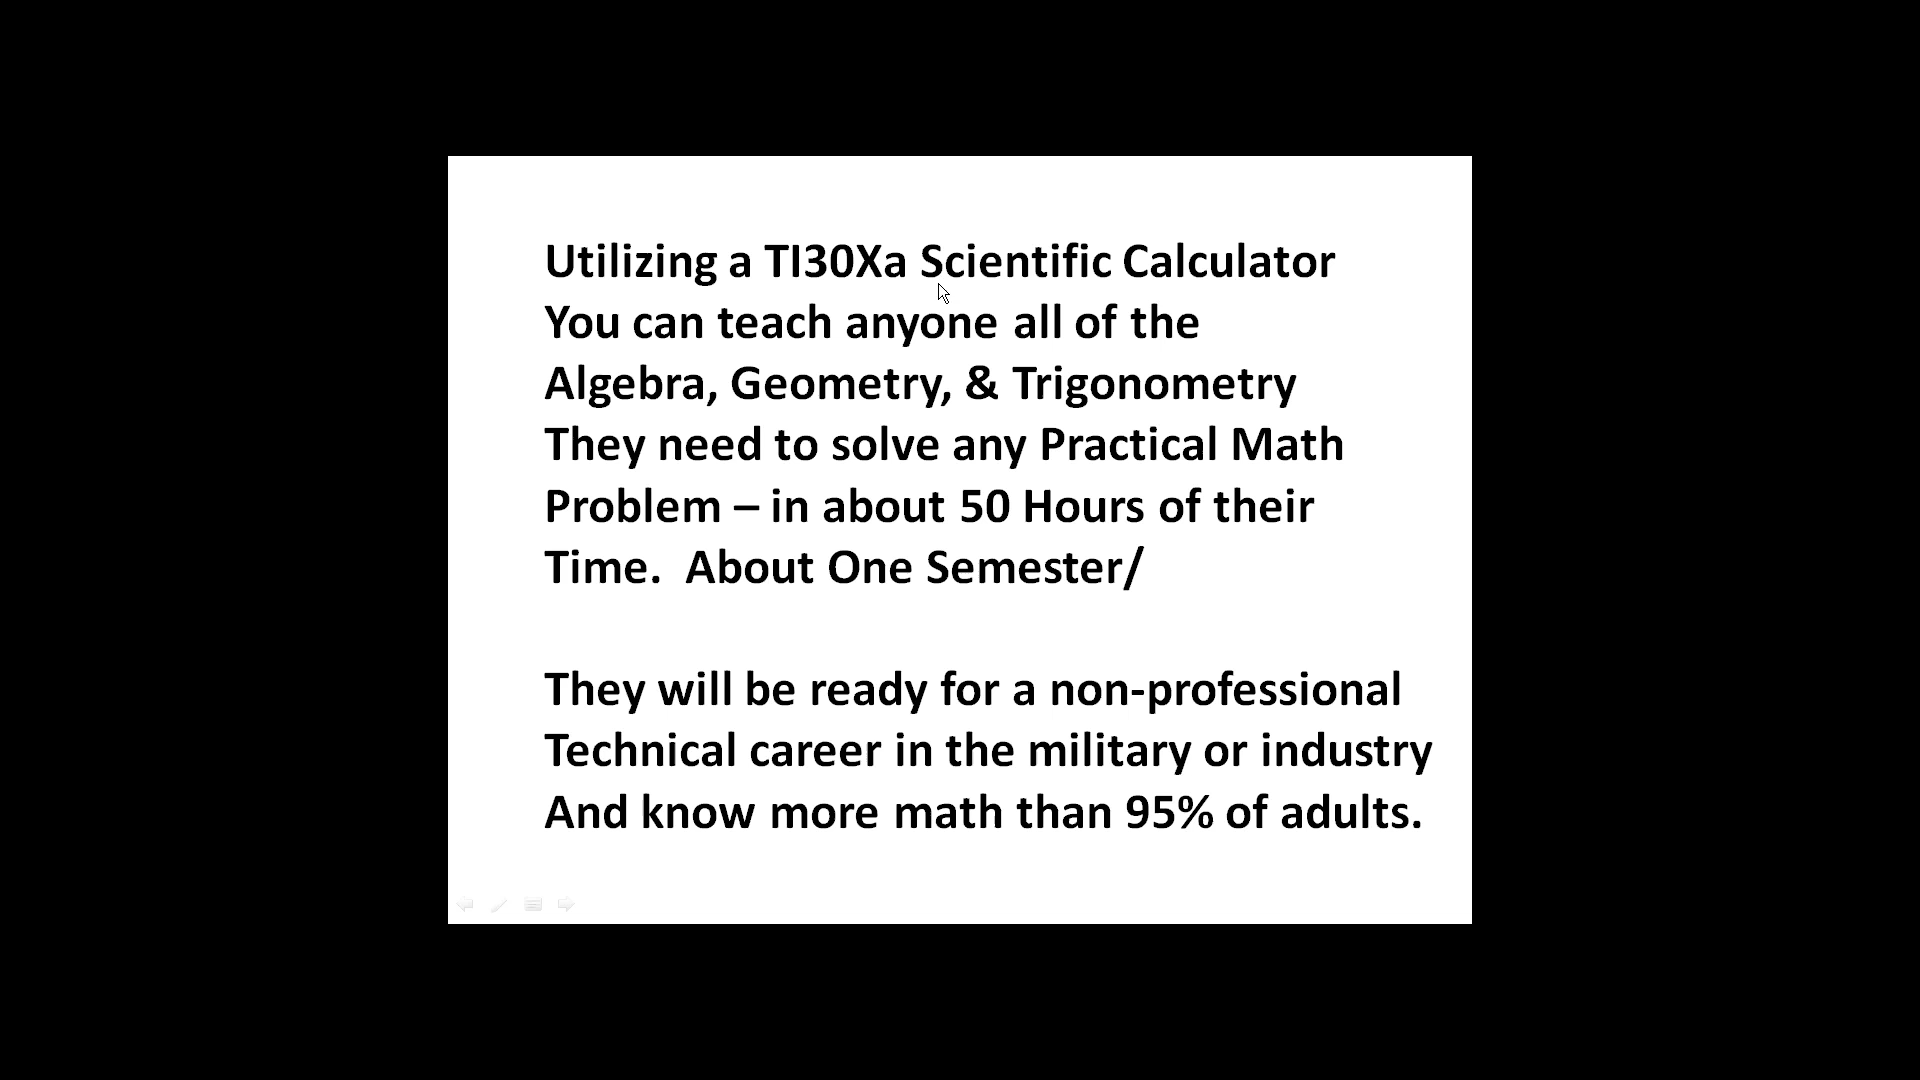 Utilizing a TI30Xa Scientific Calculator
You can teach anyone all of the
Algebra, Geometry, & Trigonometry
They need to solve any Practical Math
Problem – in about 50 Hours of their
Time.  About One Semester/
They will be ready for a non-professional
Technical career in the military or industry
And know more math than 95% of adults.